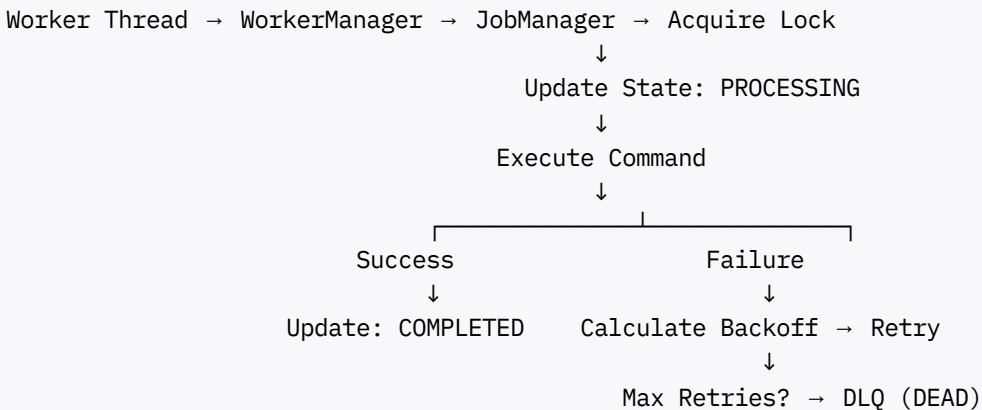 Worker Thread → WorkerManager → JobManager → Acquire Lock
↓
Update State: PROCESSING
↓
Execute Command
↓
Success Failure
↓ ↓
Update: COMPLETED Calculate Backoff → Retry
↓
Max Retries? → DLQ (DEAD)